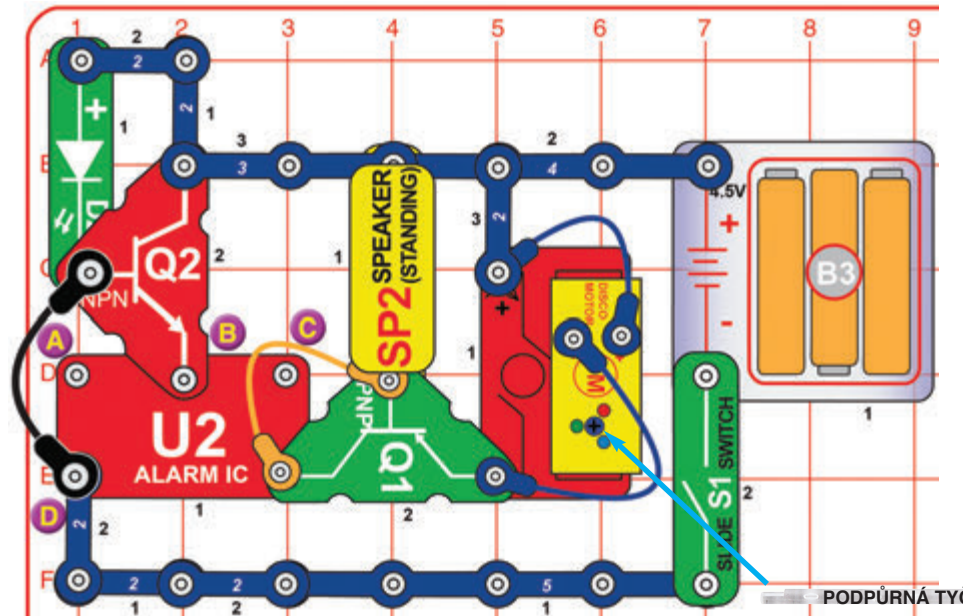 1 2 3 4 5 6 7 8 9
A
2
2
1
2
1
+
B
3
3
2
4
4.5V
D
SP2 SPEAKER (STANDING)
1
3
2
Q2
NPN
2
C
+
DISCO MOTOR
M
+
-
B3
A
B
C
1
1
D
PNP
Q1
U2
ALARM IC
E
1
2
SLIDE SWITCH
S1
2
D
2
2
F
2
2
5
1
2
1
PODPŮRNÁ TYČ